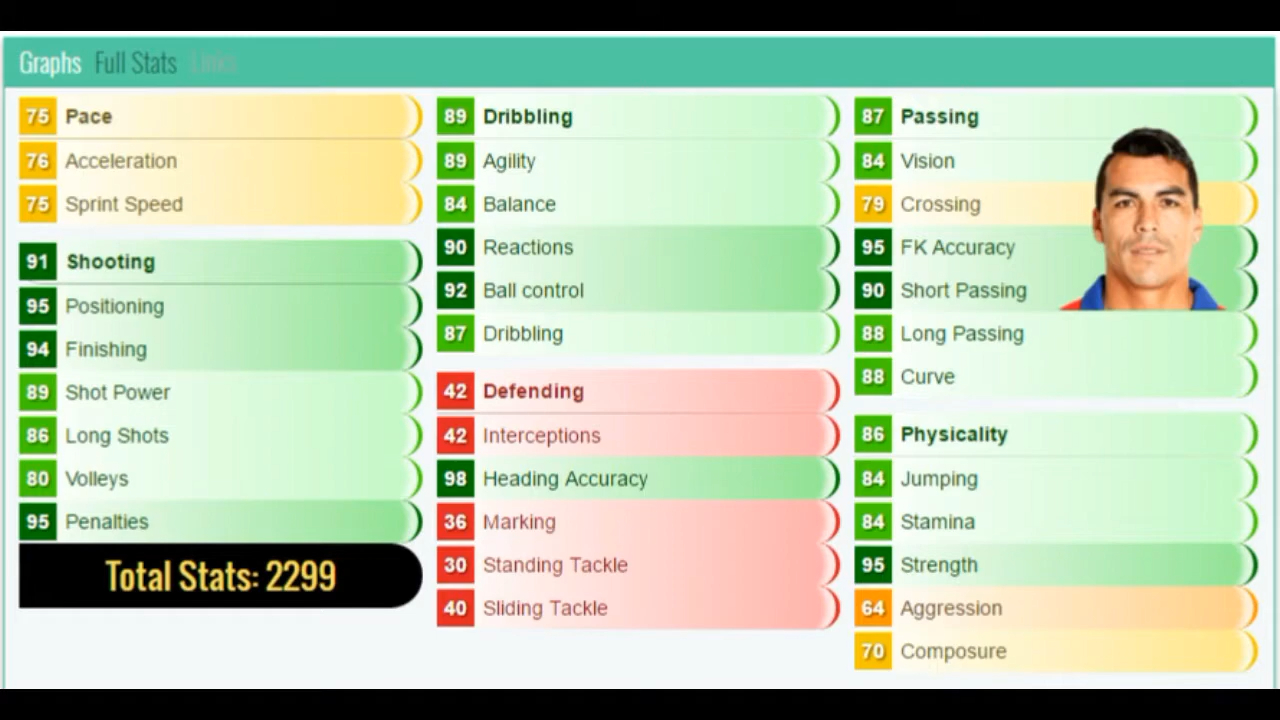 Graphs Full Stats Links
75 Pace
76 Acceleration
75 Sprint Speed
91 Shooting
95 Positioning
94 Finishing
89 Shot Power
86 Long Shots
80 Volleys
95 Penalties
Total Stats: 2299
89 Dribbling
89 Agility
84 Balance
90 Reactions
92 Ball control
87 Dribbling
42 Defending
42 Interceptions
98 Heading Accuracy
36 Marking
30 Standing Tackle
40 Sliding Tackle
87 Passing
84 Vision
79 Crossing
95 FK Accuracy
90 Short Passing
88 Long Passing
88 Curve
86 Physicality
84 Jumping
84 Stamina
95 Strength
64 Aggression
70 Composure